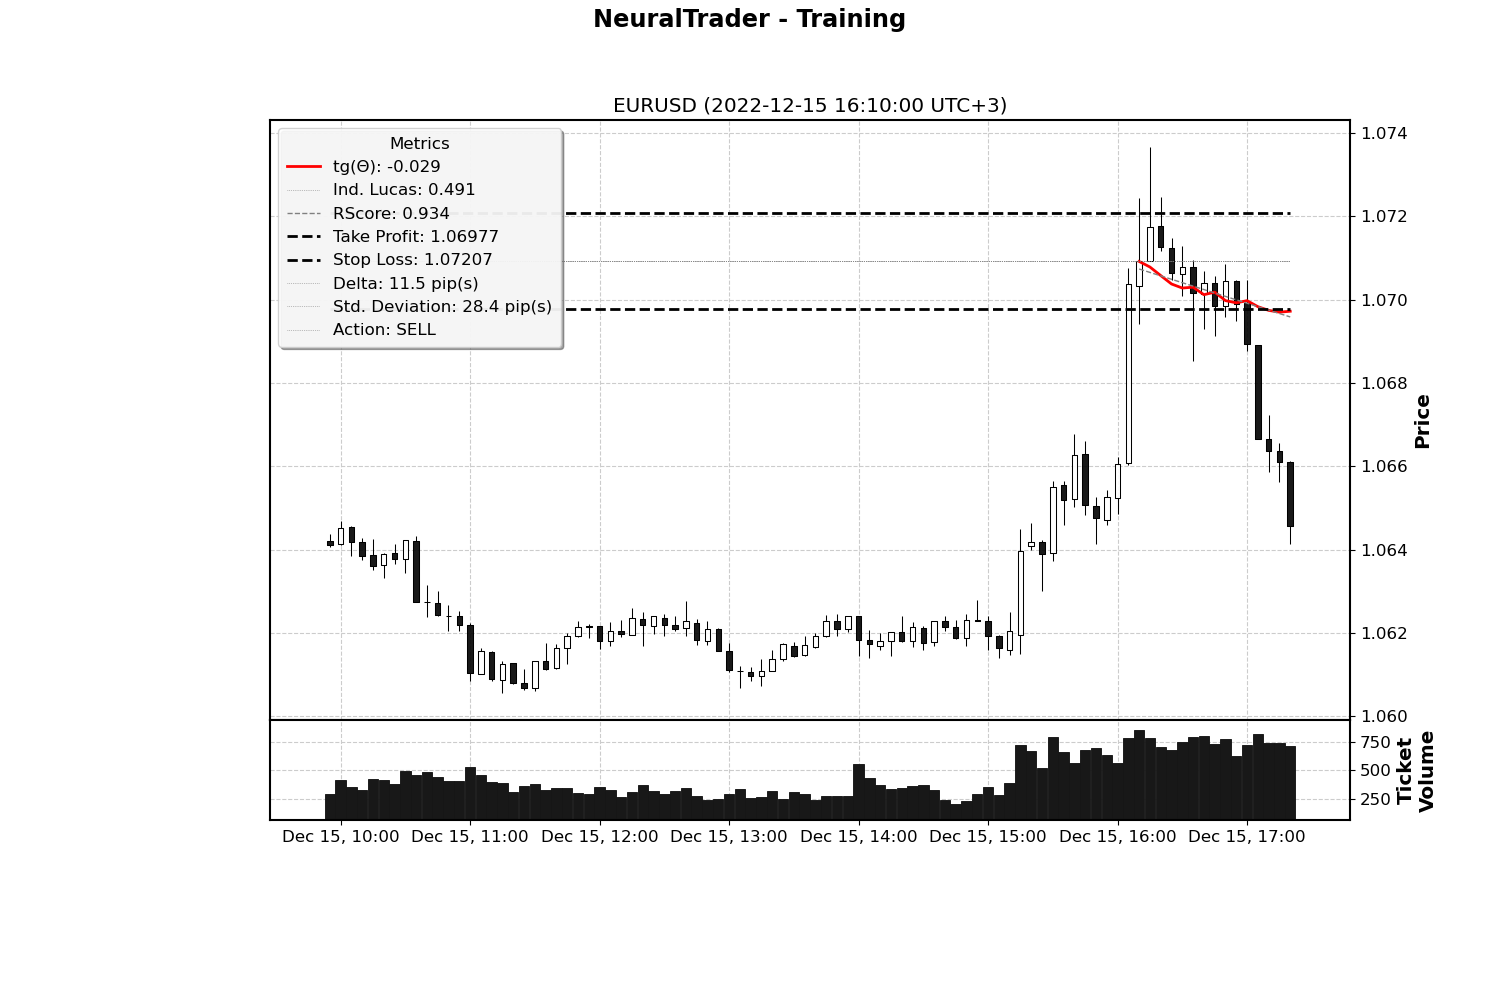 NeuralTrader - Training
EURUSD (2022-12-15 16:10:00 UTC+3)
Metrics
tg(Θ): -0.029
Ind. Lucas: 0.491
RScore: 0.934
Take Profit: 1.06977
Stop Loss: 1.07207
Delta: 11.5 pip(s)
Std. Deviation: 28.4 pip(s)
Action: SELL
1.074
1.072
1.070
1.068
1.066
1.064
1.062
1.060
Price
750
500
250
Ticket
Volume
Dec 15, 10:00 Dec 15, 11:00 Dec 15, 12:00 Dec 15, 13:00 Dec 15, 14:00 Dec 15, 15:00 Dec 15, 16:00 Dec 15, 17:00